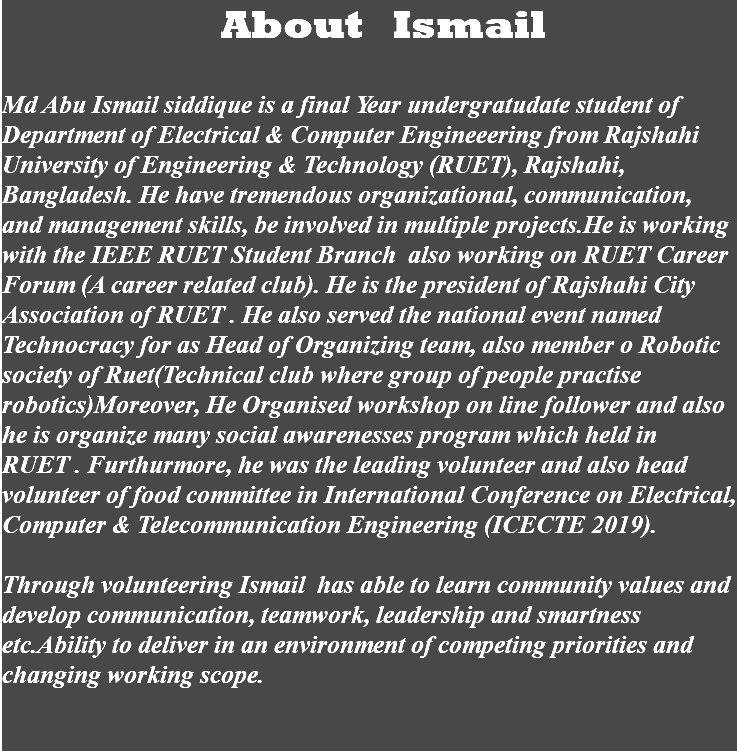 About Ismail
Md Abu Ismail siddique is a final Year undergratudate student of
Department of Electrical & Computer Engineeering from Rajshahi
University of Engineering & Technology (RUET), Rajshahi,
Bangladesh. He have tremendous organizational, communication,
and management skills, be involved in multiple projects.He is working
with the IEEE RUET Student Branch also working on RUET Career
Forum (A career related club). He is the president of Rajshahi City
Association of RUET . He also served the national event named
Technocracy for as Head of Organizing team, also member o Robotic
society of Ruet(Technical club where group of people practise
robotics)Moreover, He Organised workshop on line follower and also
he is organize many social awarenesses program which held in
RUET . Furthurmore, he was the leading volunteer and also head
volunteer of food committee in International Conference on Electrical,
Computer & Telecommunication Engineering (ICECTE 2019).
Through volunteering Ismail has able to learn community values and
develop communication, teamwork, leadership and smartness
etc.Ability to deliver in an environment of competing priorities and
changing working scope.